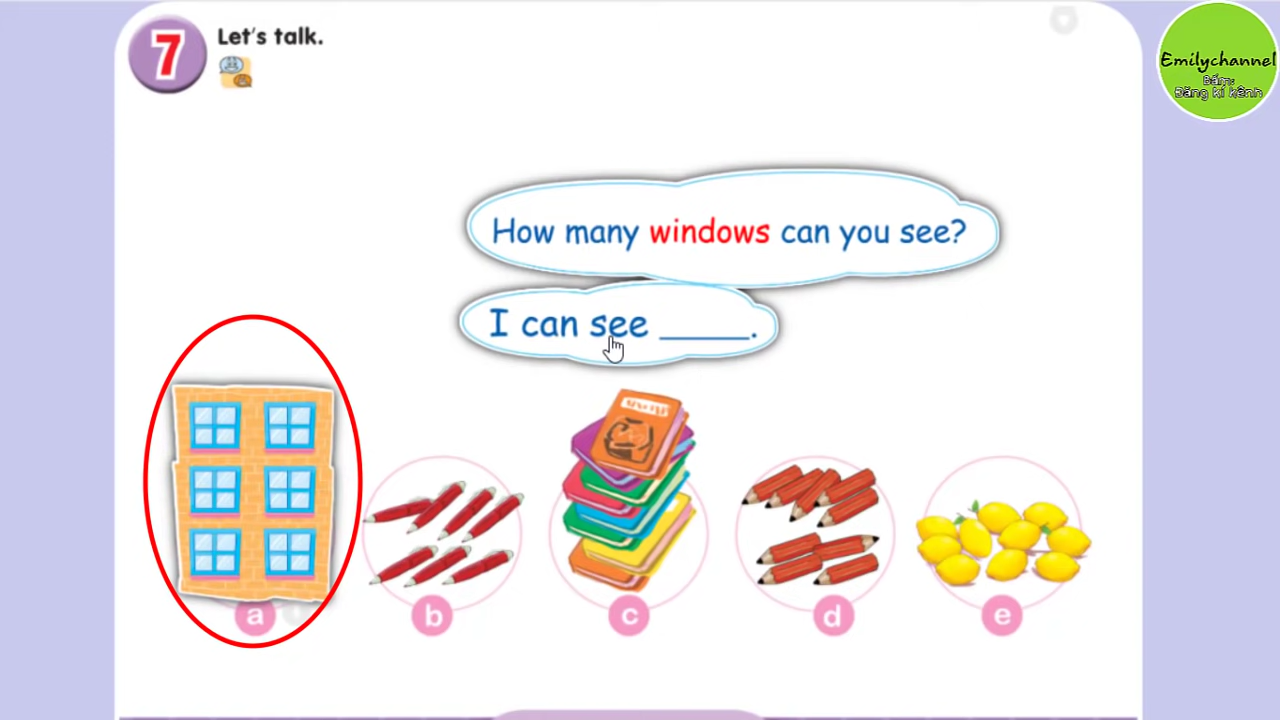 7
Let's talk.
Emilychannel
Bấm:
Đăng kí kênh
How many windows can you see?
I can see _____.
a
b
c
d
e